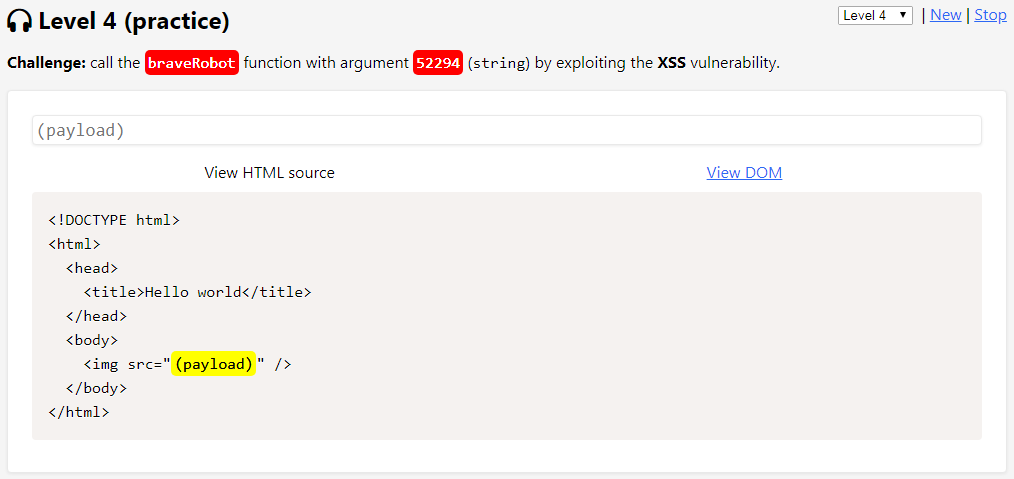 Level 4 (practice)
Level 4 | New | Stop
Challenge: call the braveRobot function with argument 52294 (string) by exploiting the XSS vulnerability.
(payload)
View HTML source View DOM
<!DOCTYPE html>
<html>
<head>
<title>Hello world</title>
</head>
<body>
<img src="(payload)" />
</body>
</html>